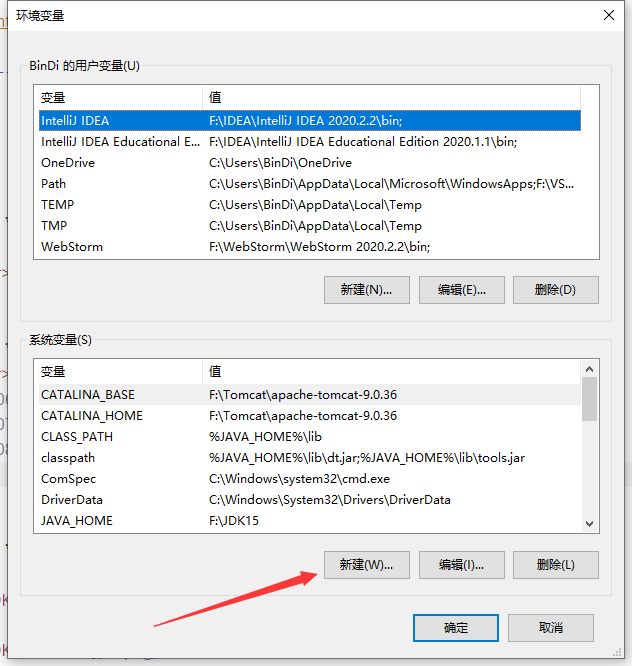 环境变量
BinDi 的用户变量(U)
变量 值
IntelliJ IDEA F:\IDEA\IntelliJ IDEA 2020.2.2\bin;
IntelliJ IDEA Educational E... F:\IDEA\IntelliJ IDEA Educational Edition 2020.1.1\bin;
OneDrive C:\Users\BinDi\OneDrive
Path C:\Users\BinDi\AppData\Local\Microsoft\WindowsApps;F:\VS...
TEMP C:\Users\BinDi\AppData\Local\Temp
TMP C:\Users\BinDi\AppData\Local\Temp
WebStorm F:\WebStorm\WebStorm 2020.2.2\bin;
新建(N)... 编辑(E)... 删除(D)
系统变量(S)
变量 值
CATALINA_BASE F:\Tomcat\apache-tomcat-9.0.36
CATALINA_HOME F:\Tomcat\apache-tomcat-9.0.36
CLASS_PATH %JAVA_HOME%\lib
classpath %JAVA_HOME%\lib\dt.jar;%JAVA_HOME%\lib\tools.jar
ComSpec C:\Windows\system32\cmd.exe
DriverData C:\Windows\System32\Drivers\DriverData
JAVA_HOME F:\JDK15
新建(W)... 编辑(I)... 删除(L)
确定 取消